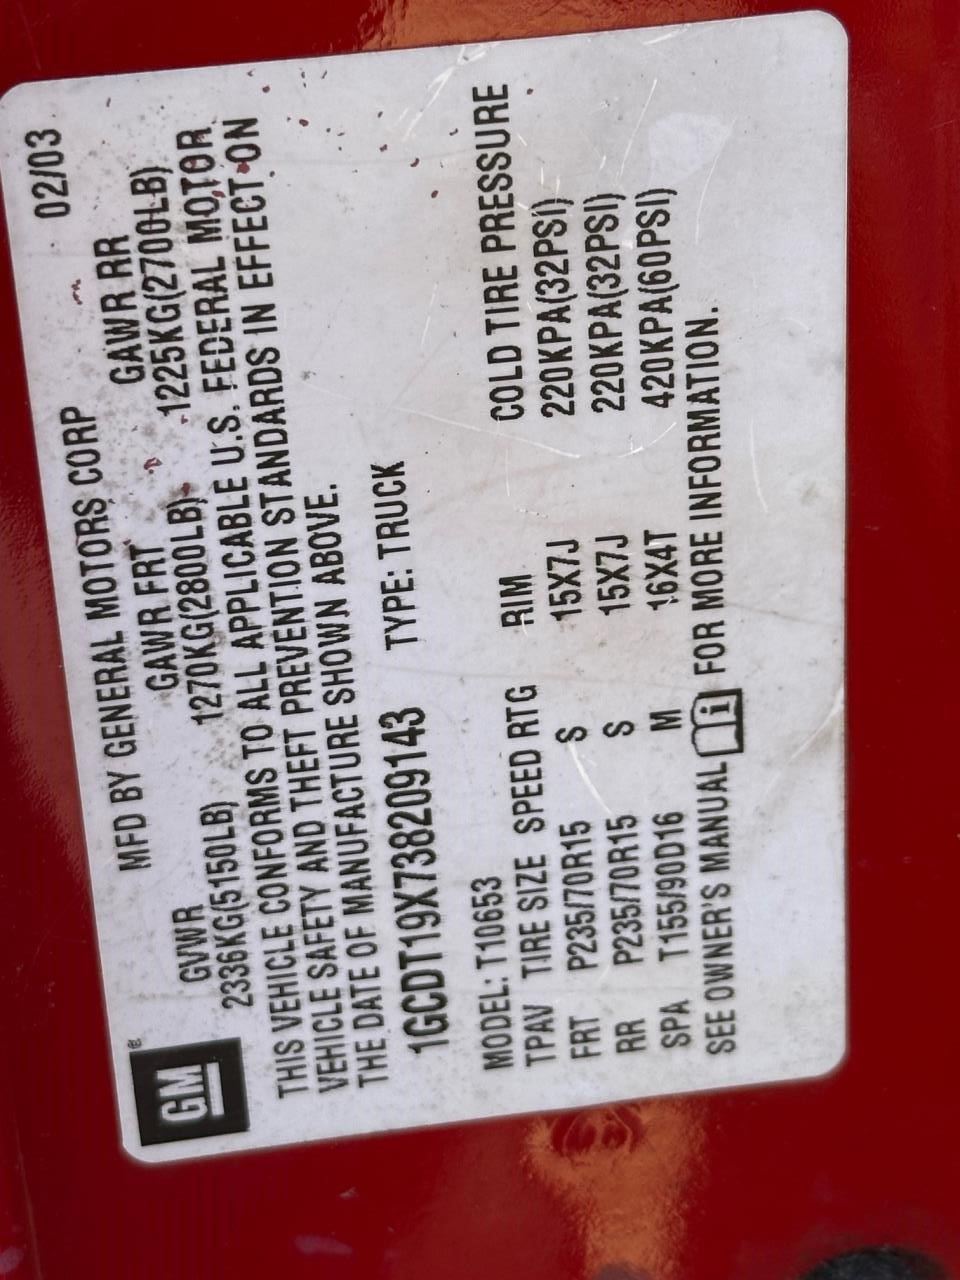 GM ®
MFD BY GENERAL MOTORS CORP 02/03
GVWR GAWR FRT GAWR RR
2336KG(5150LB) 1270KG(2800LB) 1225KG(2700LB)
THIS VEHICLE CONFORMS TO ALL APPLICABLE U.S. FEDERAL MOTOR
VEHICLE SAFETY AND THEFT PREVENTION STANDARDS IN EFFECT ON
THE DATE OF MANUFACTURE SHOWN ABOVE.
1GCDT19X738209143 TYPE: TRUCK
MODEL: T10653
TPAV TIRE SIZE SPEED RTG RIM COLD TIRE PRESSURE
FRT P235/70R15 S 15X7J 220KPA(32PSI)
RR P235/70R15 S 15X7J 220KPA(32PSI)
SPA T155/90D16 M 16X4T 420KPA(60PSI)
SEE OWNER'S MANUAL i FOR MORE INFORMATION.